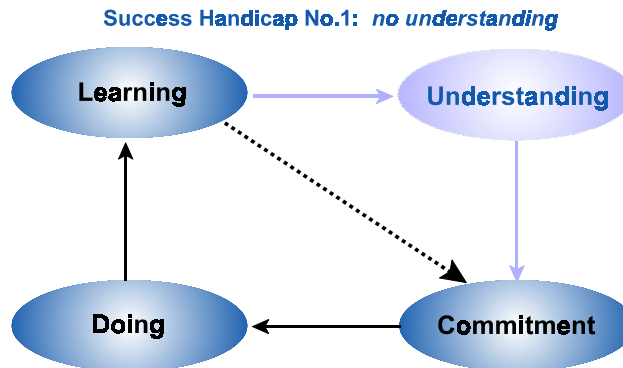 Success Handicap No.1: no understanding
Learning
Understanding
Doing
Commitment